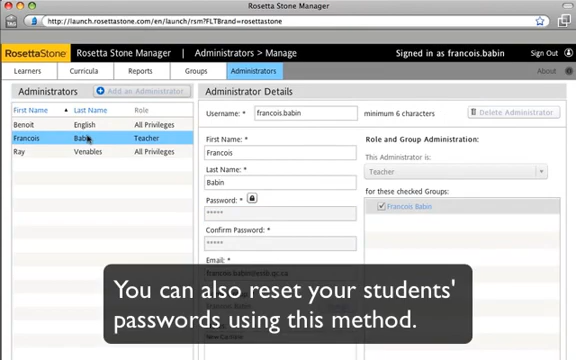 Rosetta Stone Manager
http://launch.rosettastone.com/en/launch/rsm?FLTBrand=rosettastone
RosettaStone Rosetta Stone Manager Administrators > Manage Signed in as francois.babin Sign Out
Learners Curricula Reports Groups Administrators About
Administrators Add an Administrator
First Name Last Name Role
Benoit English All Privileges
Francois Babin Teacher
Ray Venables All Privileges
Administrator Details
Username: * francois.babin minimum 6 characters Delete Administrator
First Name: *
Francois
Last Name: *
Babin
Password: *
*****
Confirm Password: *
*****
Email: *
Role and Group Administration:
This Administrator is:
Teacher
for these checked Groups:
Francois Babin
You can also reset your students'
passwords using this method.